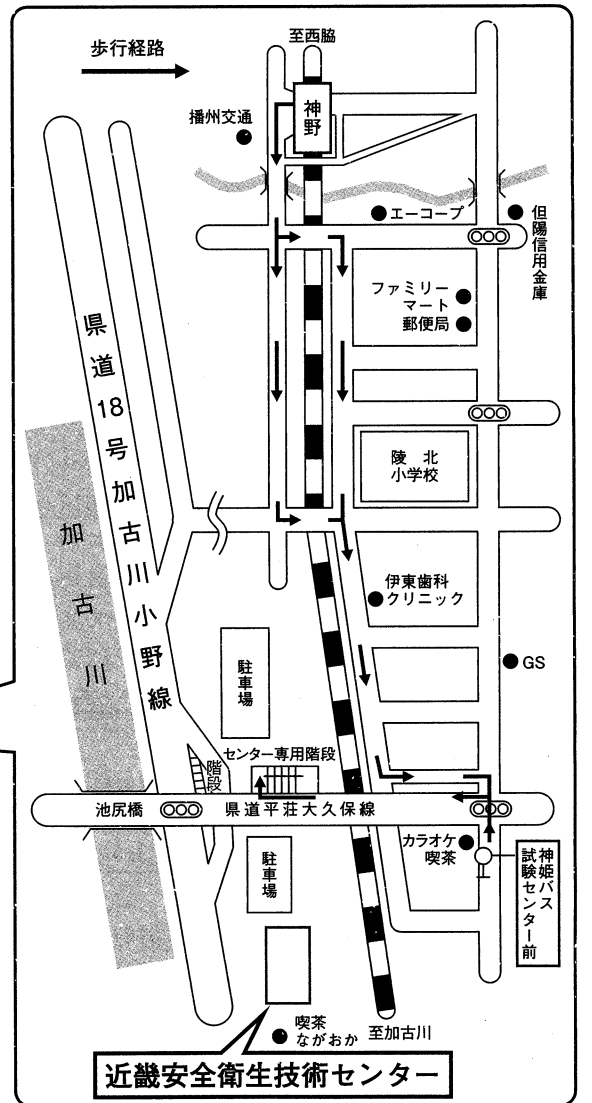 至西脇
歩行経路
神野
播州交通
エーコープ
但陽信用金庫
ファミリー
マート
郵便局
県道18号加古川小野線
陵北
小学校
加古川
伊東歯科
クリニック
駐車場
GS
センター専用階段
階段
池尻橋
県道平荘大久保線
カラオケ
喫茶
神姫バス
試験センター前
駐車場
喫茶
ながおか
至加古川
近畿安全衛生技術センター